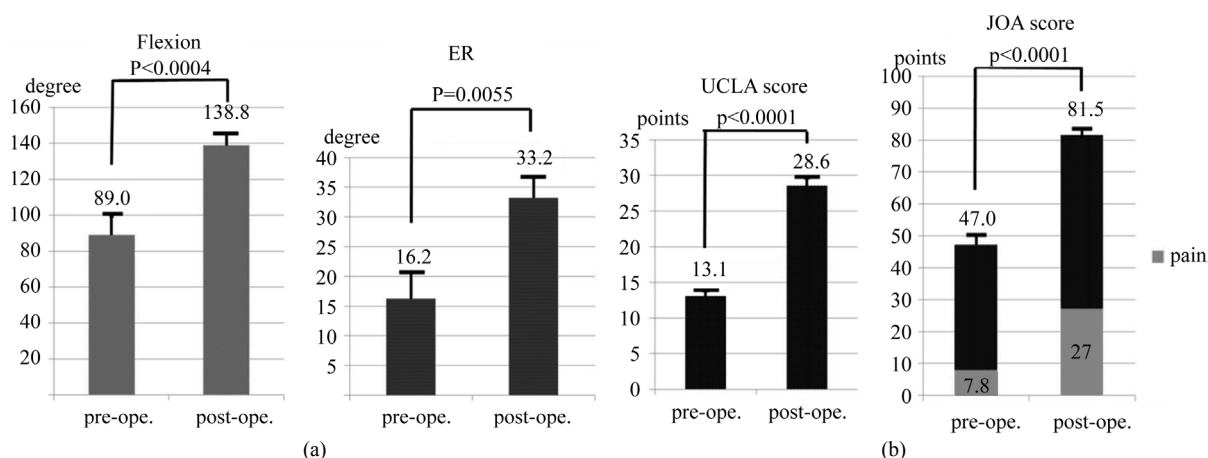 Flexion
P<0.0004
degree
160
140
120
100
80
60
40
20
138.8
89.0
pre-ope.
post-ope.
ER
P=0.0055
degree
40
35
30
25
20
15
10
5
33.2
16.2
pre-ope.
post-ope.
(a)
UCLA score
points
p<0.0001
35
30
25
20
15
10
5
0
28.6
13.1
pre-ope.
post-ope.
JOA score
points
p<0.0001
100
90
80
70
60
50
40
30
20
10
0
81.5
47.0
27
7.8
pre-ope.
post-ope.
pain
(b)